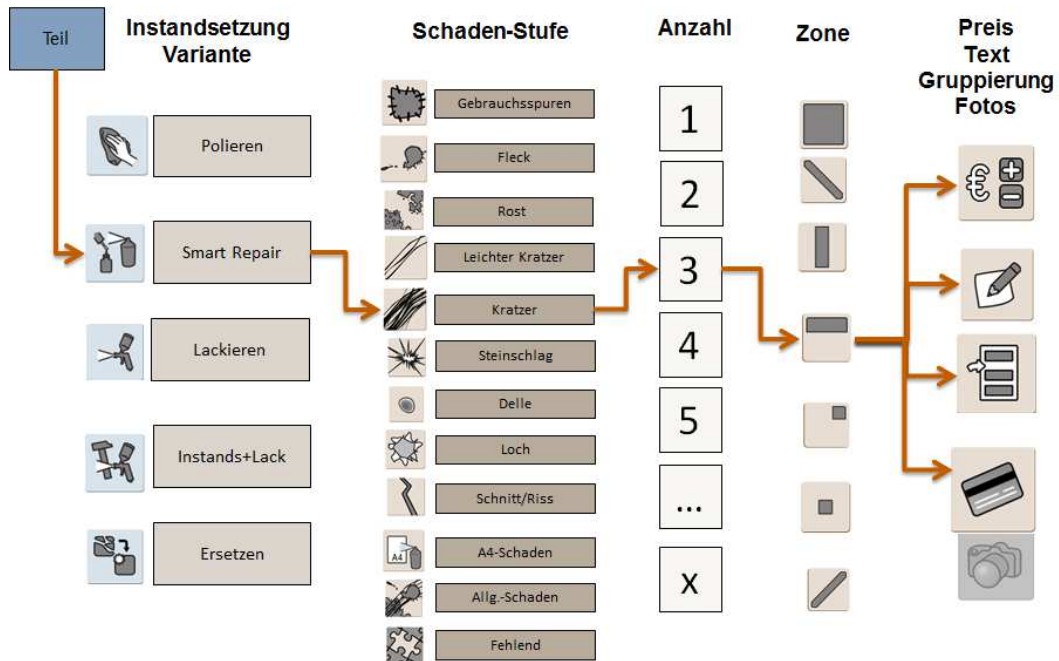 Teil
Instandsetzung
Variante
Schaden-Stufe
Anzahl
Zone
Preis
Text
Gruppierung
Fotos
Polieren
Smart Repair
Lackieren
Instands+Lack
Ersetzen
Gebrauchsspuren
Fleck
Rost
Leichter Kratzer
Kratzer
Steinschlag
Delle
Loch
Schnitt/Riss
A4
A4-Schaden
Allg.-Schaden
Fehlend
1
2
3
4
5
...
X
€